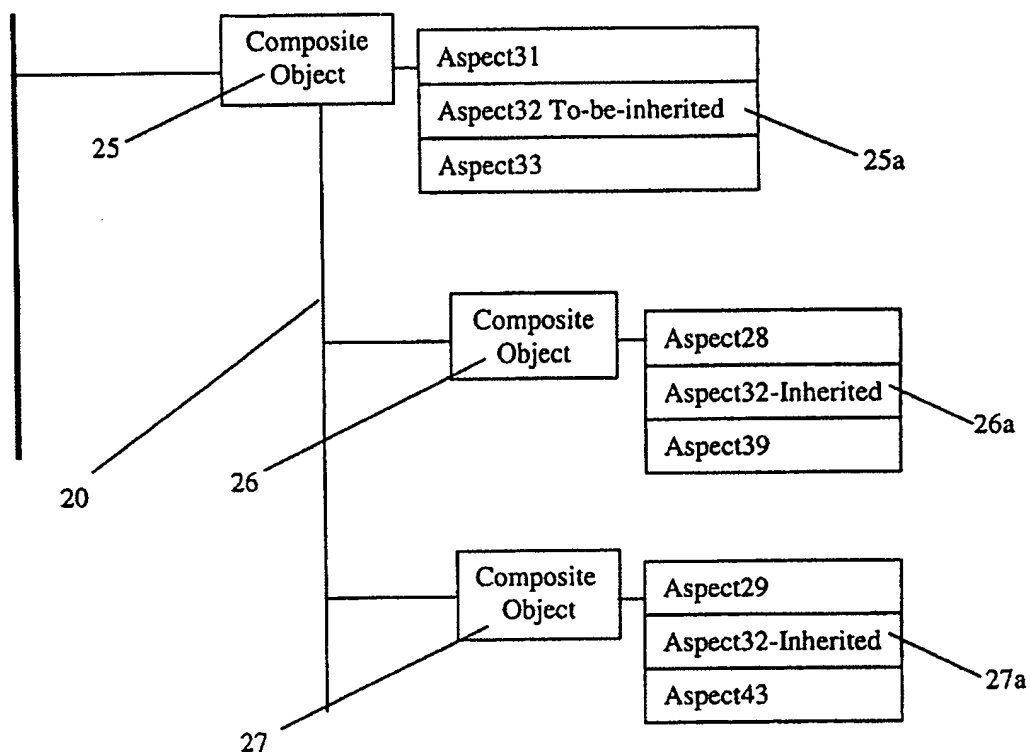 Composite
Object
Aspect31
Aspect32 To-be-inherited
Aspect33
25
25a
Composite
Object
Aspect28
Aspect32-Inherited
Aspect39
26a
20
26
Composite
Object
Aspect29
Aspect32-Inherited
Aspect43
27a
27